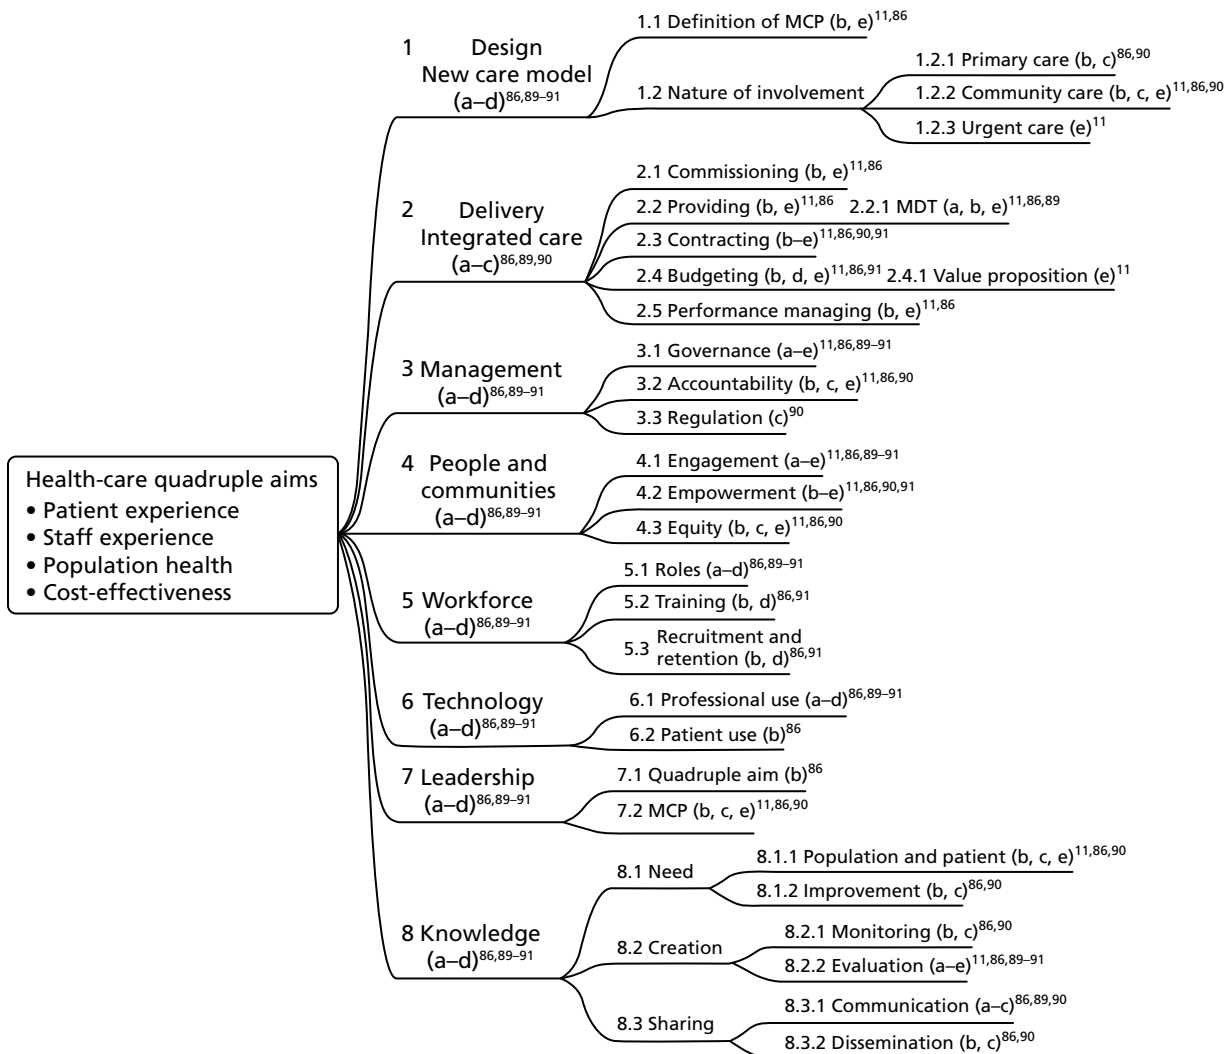 Health-care quadruple aims
• Patient experience
• Staff experience
• Population health
• Cost-effectiveness
1 Design
New care model
(a–d)86,89–91
1.1 Definition of MCP (b, e)11,86
1.2 Nature of involvement
1.2.1 Primary care (b, c)86,90
1.2.2 Community care (b, c, e)11,86,90
1.2.3 Urgent care (e)11
2 Delivery
Integrated care
(a–c)86,89,90
2.1 Commissioning (b, e)11,86
2.2 Providing (b, e)11,86 2.2.1 MDT (a, b, e)11,86,89
2.3 Contracting (b–e)11,86,90,91
2.4 Budgeting (b, d, e)11,86,91 2.4.1 Value proposition (e)11
2.5 Performance managing (b, e)11,86
3 Management
(a–d)86,89–91
3.1 Governance (a–e)11,86,89–91
3.2 Accountability (b, c, e)11,86,90
3.3 Regulation (c)90
4 People and
communities
(a–d)86,89–91
4.1 Engagement (a–e)11,86,89–91
4.2 Empowerment (b–e)11,86,90,91
4.3 Equity (b, c, e)11,86,90
5 Workforce
(a–d)86,89–91
5.1 Roles (a–d)86,89–91
5.2 Training (b, d)86,91
5.3 Recruitment and
retention (b, d)86,91
6 Technology
(a–d)86,89–91
6.1 Professional use (a–d)86,89–91
6.2 Patient use (b)86
7 Leadership
(a–d)86,89–91
7.1 Quadruple aim (b)86
7.2 MCP (b, c, e)11,86,90
8 Knowledge
(a–d)86,89–91
8.1 Need
8.1.1 Population and patient (b, c, e)11,86,90
8.1.2 Improvement (b, c)86,90
8.2 Creation
8.2.1 Monitoring (b, c)86,90
8.2.2 Evaluation (a–e)11,86,89–91
8.3 Sharing
8.3.1 Communication (a–c)86,89,90
8.3.2 Dissemination (b, c)86,90